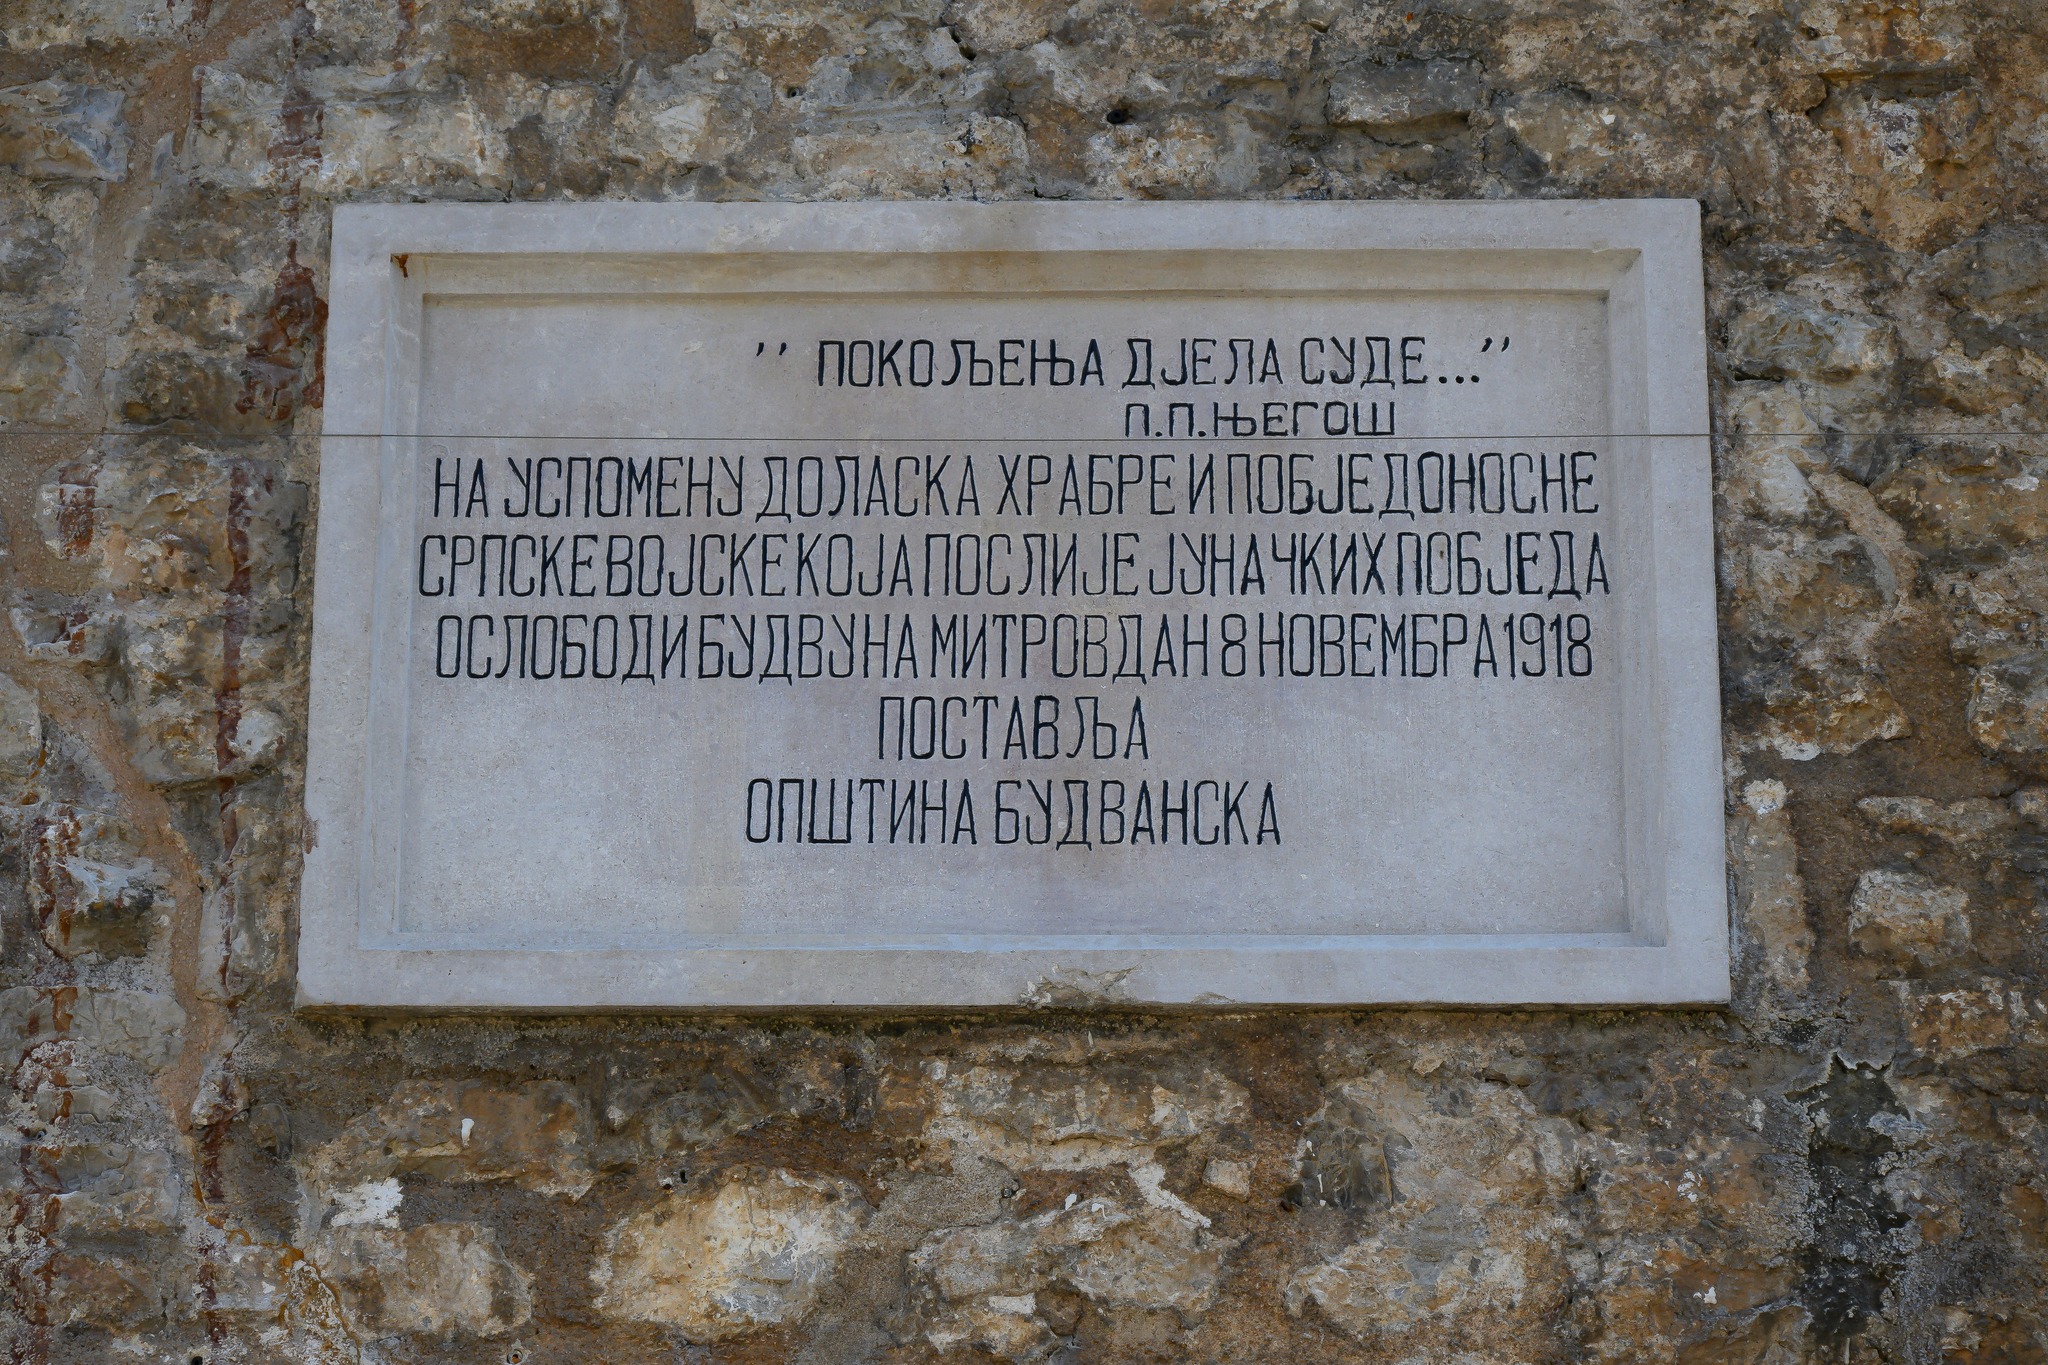 ’’ ПОКОЉЕЊА ДЈЕЛА СУДЕ...’’
П.П.ЊЕГОШ
НА УСПОМЕНУ ДОЛАСКА ХРАБРЕ И ПОБЈЕДОНОСНЕ
СРПСКЕ ВОЈСКЕ КОЈА ПОСЛИЈЕ ЈУНАЧКИХ ПОБЈЕДА
ОСЛОБОДИ БУДВУ НА МИТРОВДАН 8 НОВЕМБРА 1918
ПОСТАВЉА
ОПШТИНА БУДВАНСКА